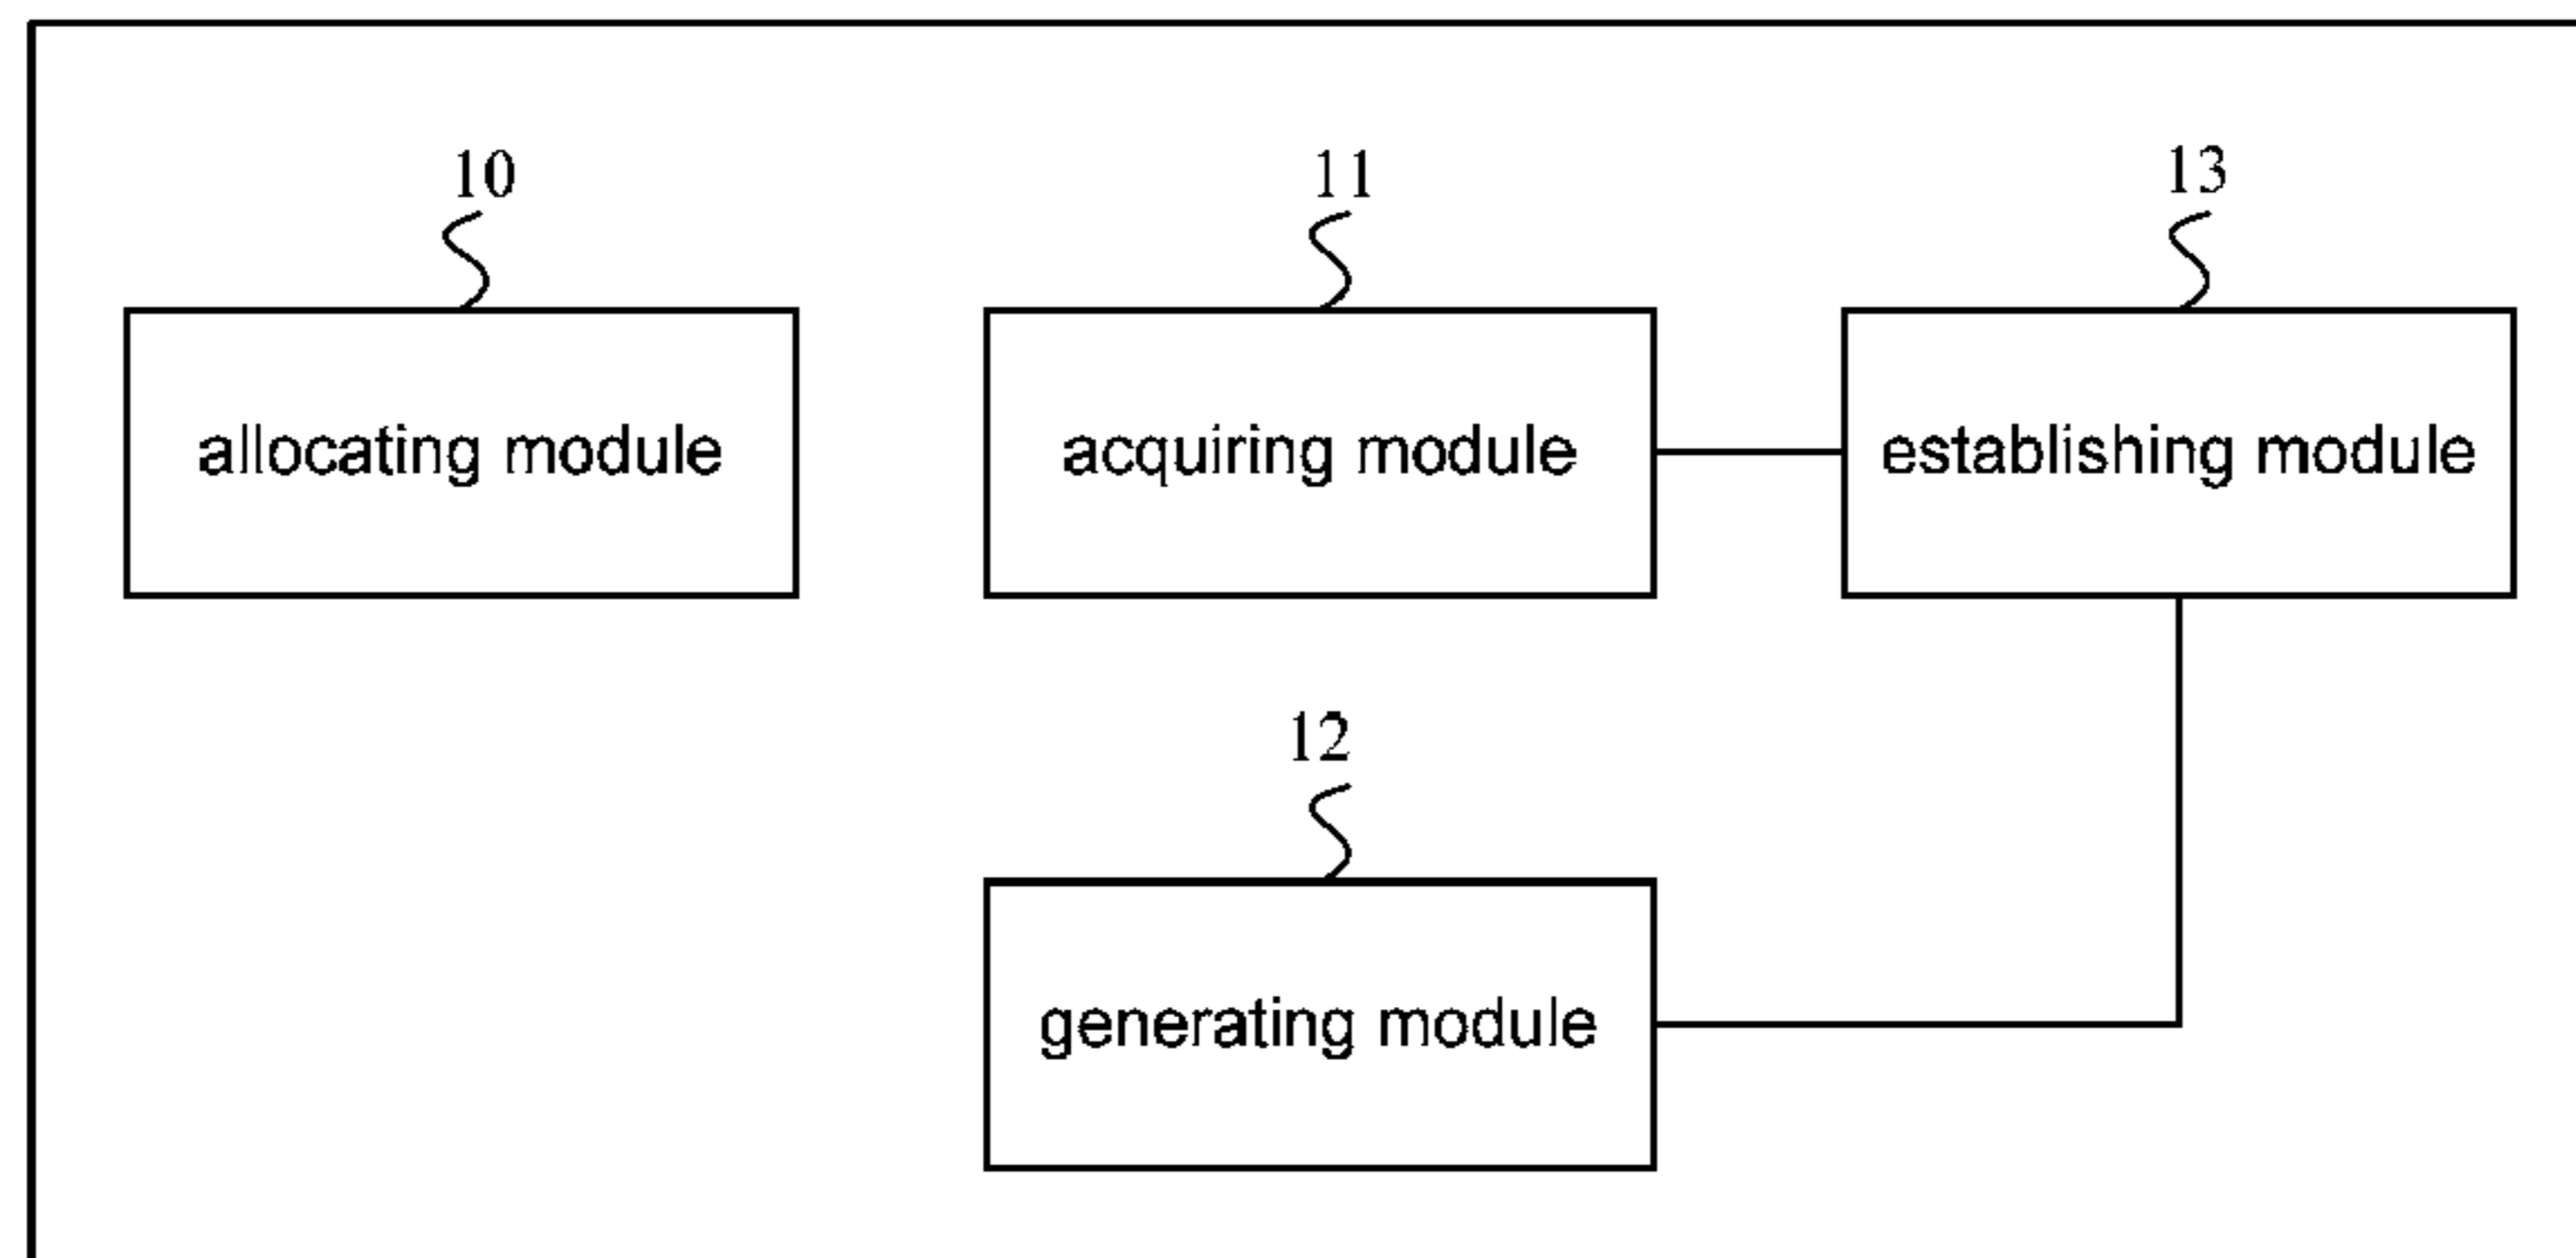 10
11
13
allocating module
acquiring module
establishing module
12
generating module